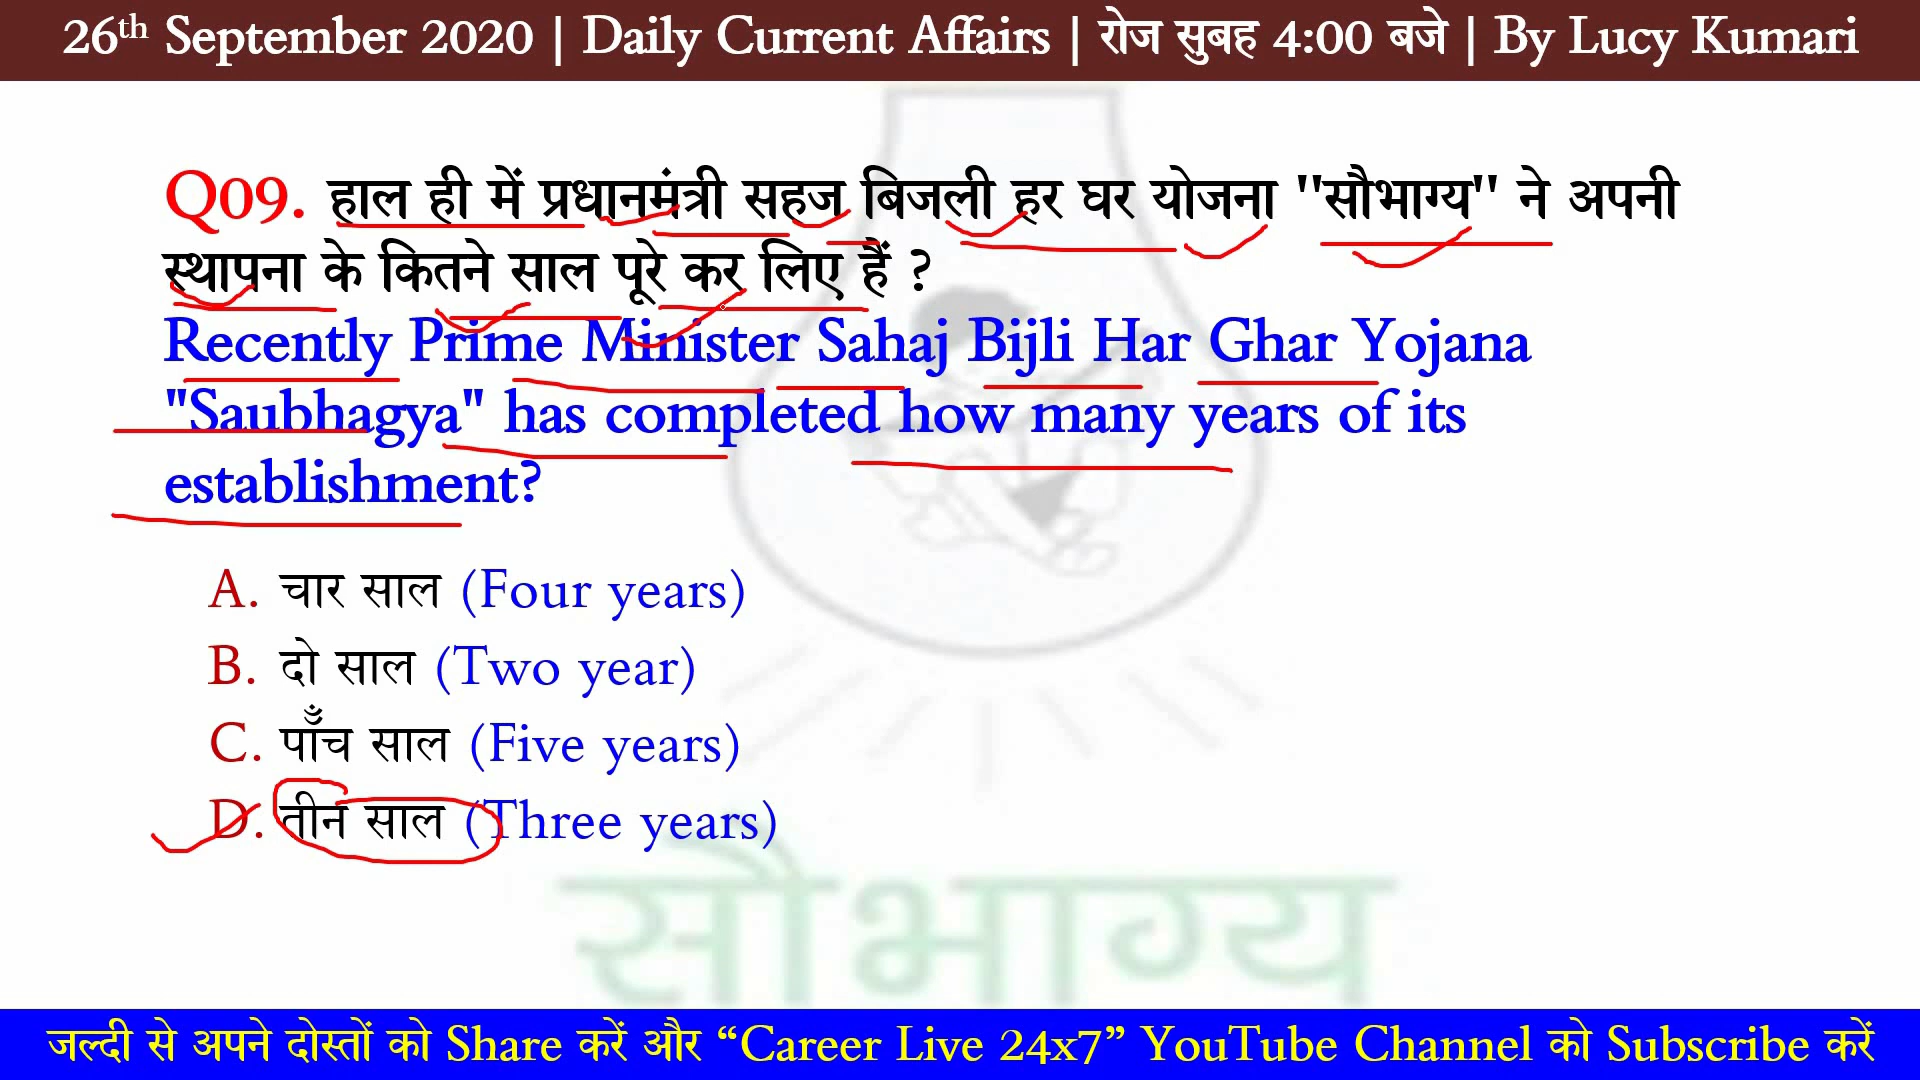 26th September 2020 | Daily Current Affairs | रोज सुबह 4:00 बजे | By Lucy Kumari
Q09. हाल ही में प्रधानमंत्री सहज बिजली हर घर योजना "सौभाग्य" ने अपनी
स्थापना के कितने साल पूरे कर लिए हैं ?
Recently Prime Minister Sahaj Bijli Har Ghar Yojana
"Saubhagya" has completed how many years of its
establishment?
A. चार साल (Four years)
B. दो साल (Two year)
C. पाँच साल (Five years)
D. तीन साल (Three years)
सौभाग्य
जल्दी से अपने दोस्तों को Share करें और “Career Live 24x7” YouTube Channel को Subscribe करें